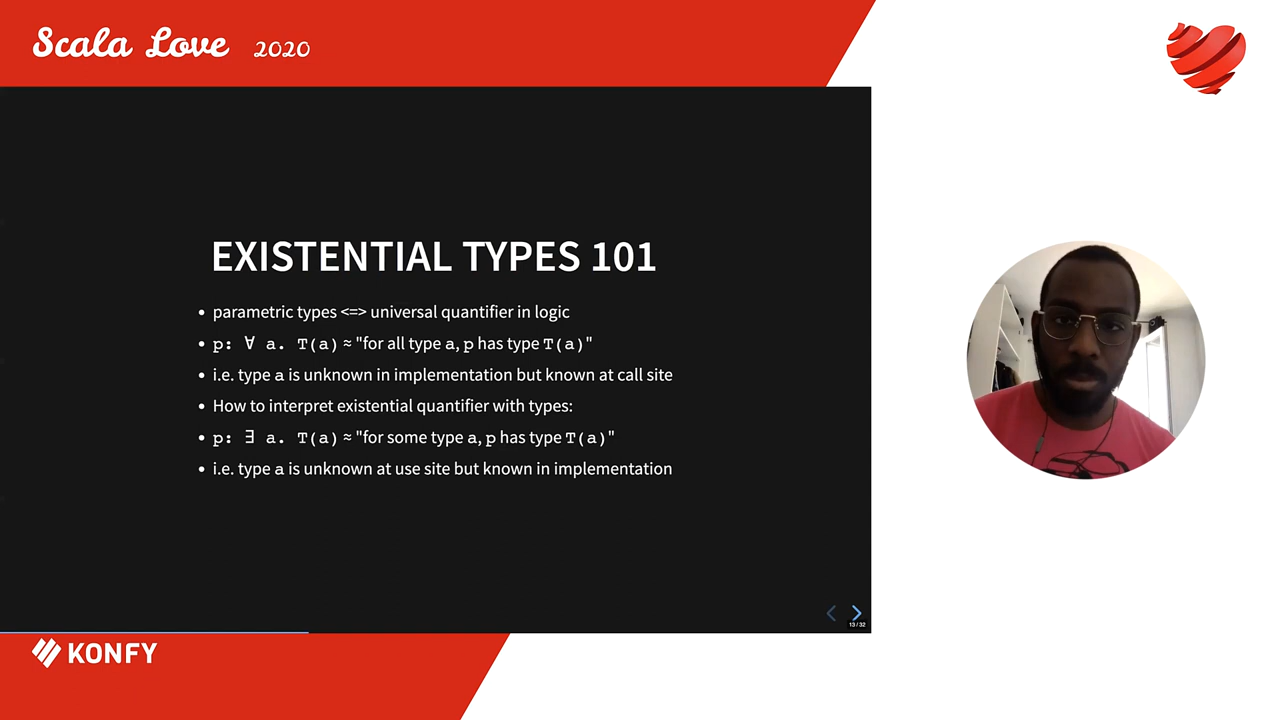 Scala Love 2020
EXISTENTIAL TYPES 101
• parametric types <=> universal quantifier in logic
• p: ∀ a. T(a) ≈ "for all type a, p has type T(a)"
• i.e. type a is unknown in implementation but known at call site
• How to interpret existential quantifier with types:
• p: ∃ a. T(a) ≈ "for some type a, p has type T(a)"
• i.e. type a is unknown at use site but known in implementation
13 / 32
KONFY